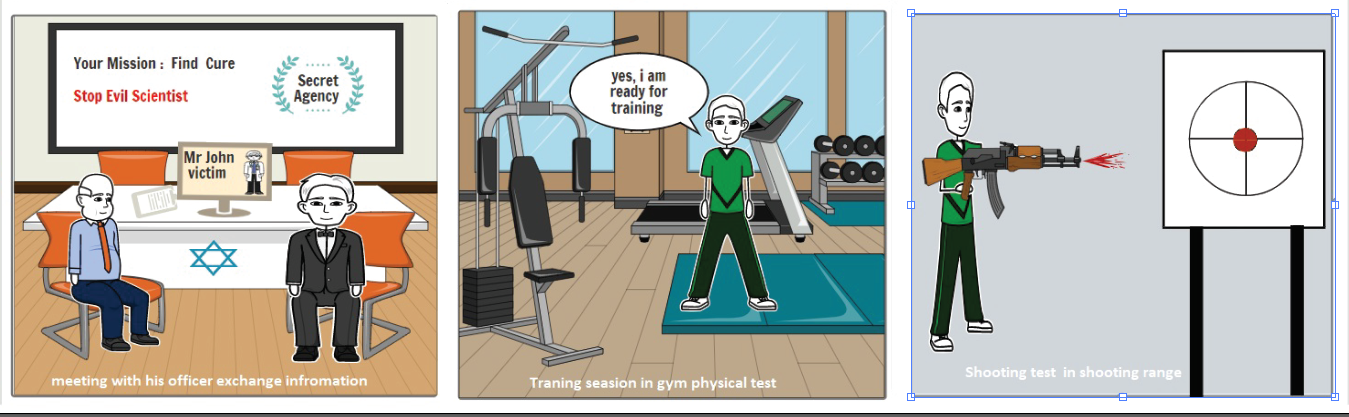 Your Mission : Find Cure
Stop Evil Scientist
Secret
Agency
Mr John
victim
meeting with his officer exchange infromation
yes, i am
ready for
training
Traning seasion in gym physical test
Shooting test in shooting range